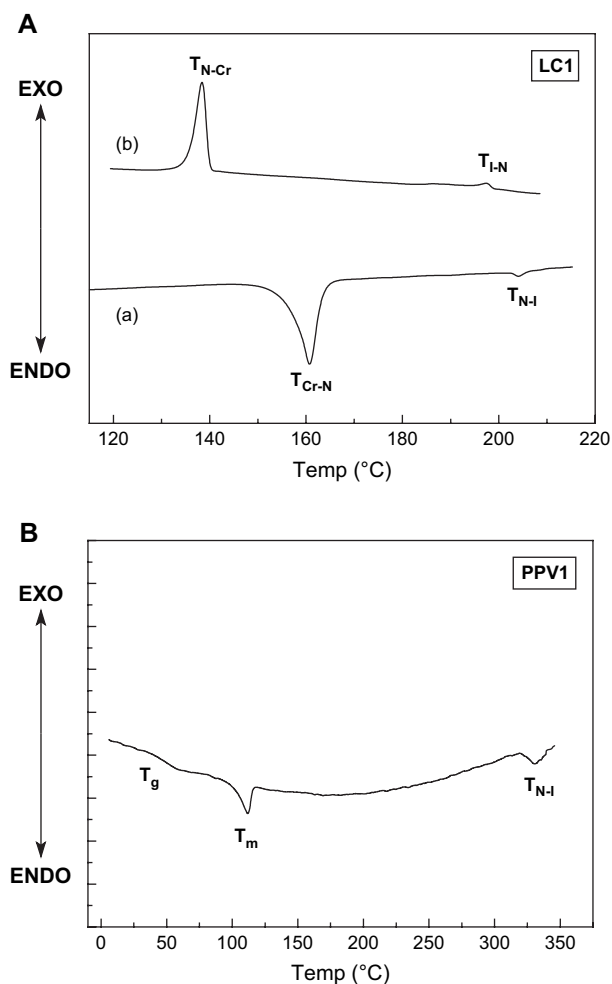 A
EXO
ENDO
T_N-Cr
LC1
(b)
T_I-N
(a)
T_N-I
T_Cr-N
120 140 160 180 200 220
Temp (°C)
B
EXO
ENDO
PPV1
T_g
T_m
T_N-I
0 50 100 150 200 250 300 350
Temp (°C)